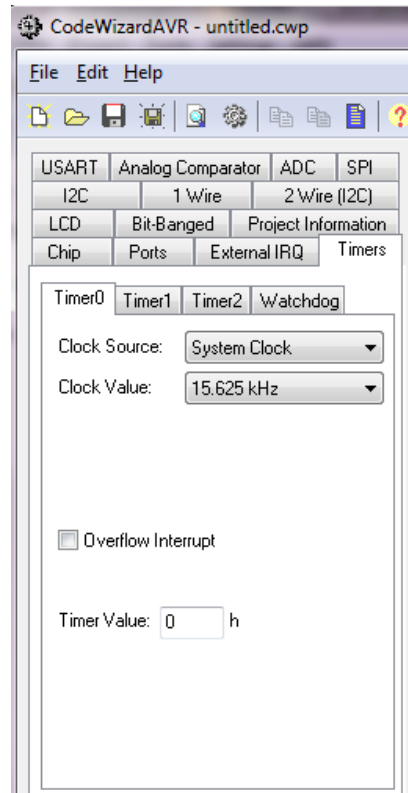 CodeWizardAVR - untitled.cwp
File Edit Help
USART Analog Comparator ADC SPI
I2C 1 Wire 2 Wire (I2C)
LCD Bit-Banged Project Information
Chip Ports External IRQ Timers
Timer0 Timer1 Timer2 Watchdog
Clock Source: System Clock
Clock Value: 15.625 kHz
Overflow Interrupt
Timer Value: 0 h